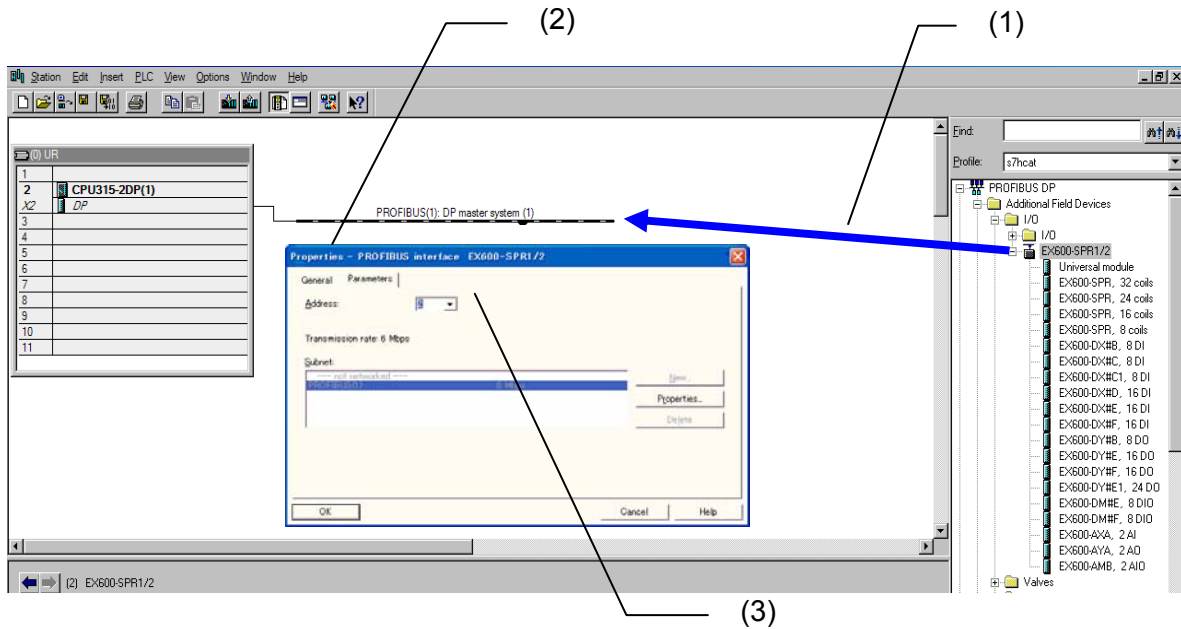 (2)
(1)
Station Edit Insert PLC View Options Window Help
(0) UR
1
2 CPU315-2DP(1)
X2 DP
3
4
5
6
7
8
9
10
11
PROFIBUS(1): DP master system (1)
Properties - PROFIBUS interface EX600-SPR1/2
General Parameters
Address:
Transmission rate: 6 Mbps
Subnet:
---- not networked ----
PROFIBUS(1) 6 Mbps
New...
Properties...
Delete
OK
Cancel
Help
(2) EX600-SPR1/2
Find:
Profile: s7hcat
PROFIBUS DP
Additional Field Devices
I/O
I/O
EX600-SPR1/2
Universal module
EX600-SPR, 32 coils
EX600-SPR, 24 coils
EX600-SPR, 16 coils
EX600-SPR, 8 coils
EX600-DX#B, 8 DI
EX600-DX#C, 8 DI
EX600-DX#C1, 8 DI
EX600-DX#D, 16 DI
EX600-DX#E, 16 DI
EX600-DX#F, 16 DI
EX600-DY#B, 8 DO
EX600-DY#E, 16 DO
EX600-DY#F, 16 DO
EX600-DY#E1, 24 DO
EX600-DM#E, 8 DIO
EX600-DM#F, 8 DIO
EX600-AXA, 2 AI
EX600-AYA, 2 AO
EX600-AMB, 2 AIO
Valves
(3)